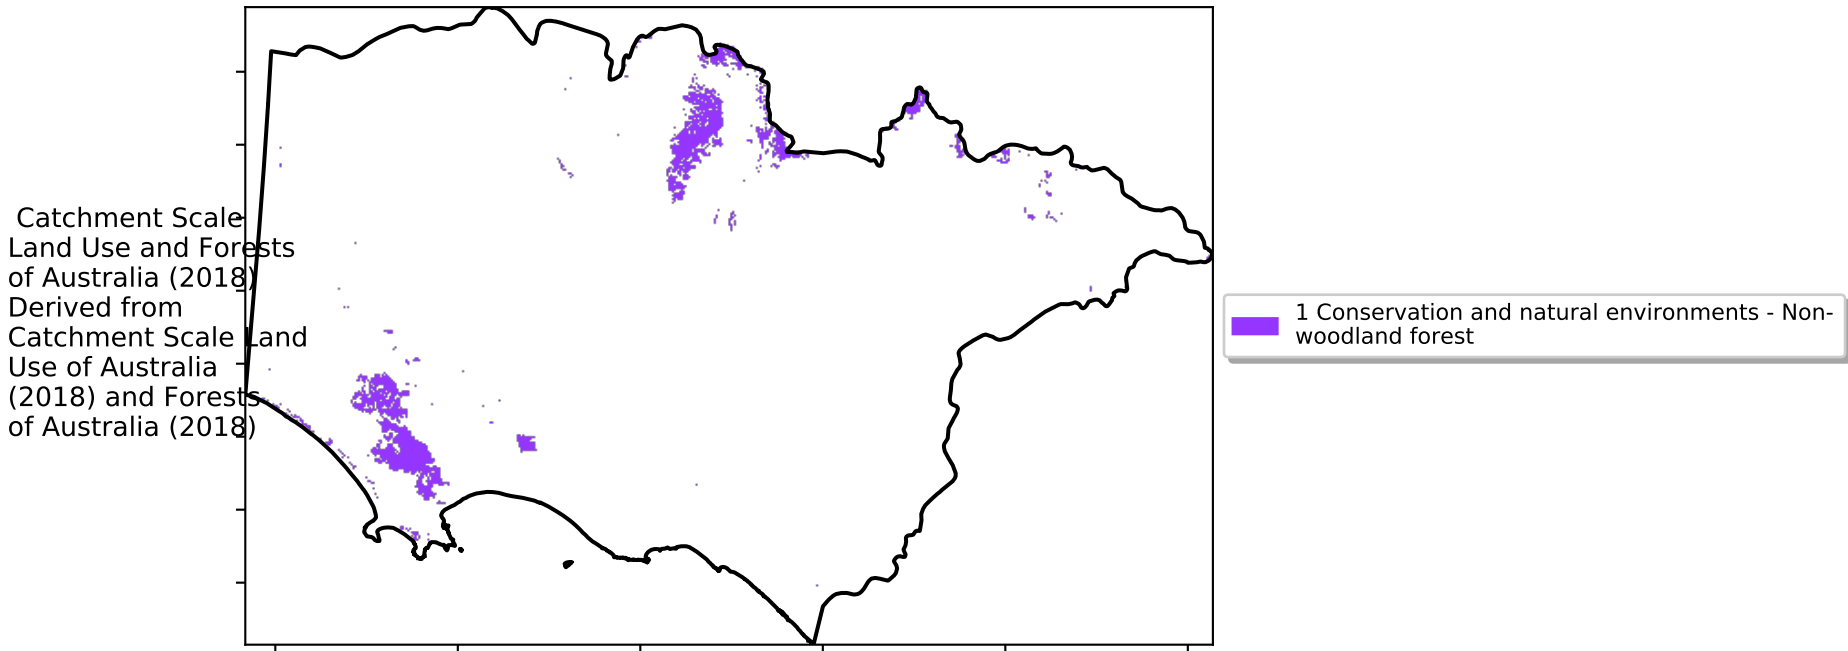 Catchment Scale
Land Use and Forests
of Australia (2018)
Derived from
Catchment Scale Land
Use of Australia
(2018) and Forests
of Australia (2018)
1 Conservation and natural environments - Non-
woodland forest